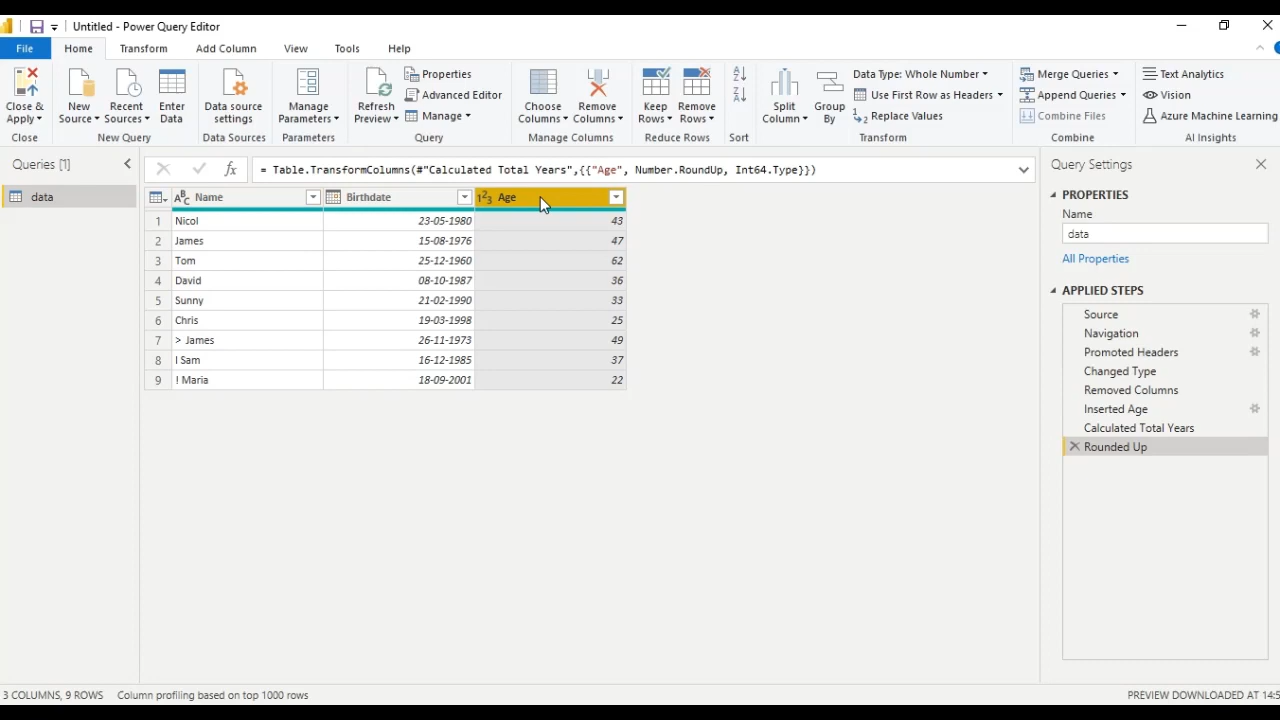 Untitled - Power Query Editor
File Home Transform Add Column View Tools Help
Close & Apply
Close
New Source
Recent Sources
Enter Data
New Query
Data source settings
Data Sources
Manage Parameters
Parameters
Refresh Preview
Properties
Advanced Editor
Manage
Query
Choose Columns
Remove Columns
Manage Columns
Keep Rows
Remove Rows
Reduce Rows
Sort
Split Column
Group By
Data Type: Whole Number
Use First Row as Headers
Replace Values
Transform
Merge Queries
Append Queries
Combine Files
Combine
Text Analytics
Vision
Azure Machine Learning
AI Insights
Queries [1]
data
fx = Table.TransformColumns(#"Calculated Total Years",{{"Age", Number.RoundUp, Int64.Type}})
ABC Name Birthdate 123 Age
1 Nicol 23-05-1980 43
2 James 15-08-1976 47
3 Tom 25-12-1960 62
4 David 08-10-1987 36
5 Sunny 21-02-1990 33
6 Chris 19-03-1998 25
7 > James 26-11-1973 49
8 I Sam 16-12-1985 37
9 ! Maria 18-09-2001 22
Query Settings
PROPERTIES
Name
data
All Properties
APPLIED STEPS
Source
Navigation
Promoted Headers
Changed Type
Removed Columns
Inserted Age
Calculated Total Years
Rounded Up
3 COLUMNS, 9 ROWS Column profiling based on top 1000 rows
PREVIEW DOWNLOADED AT 14:5